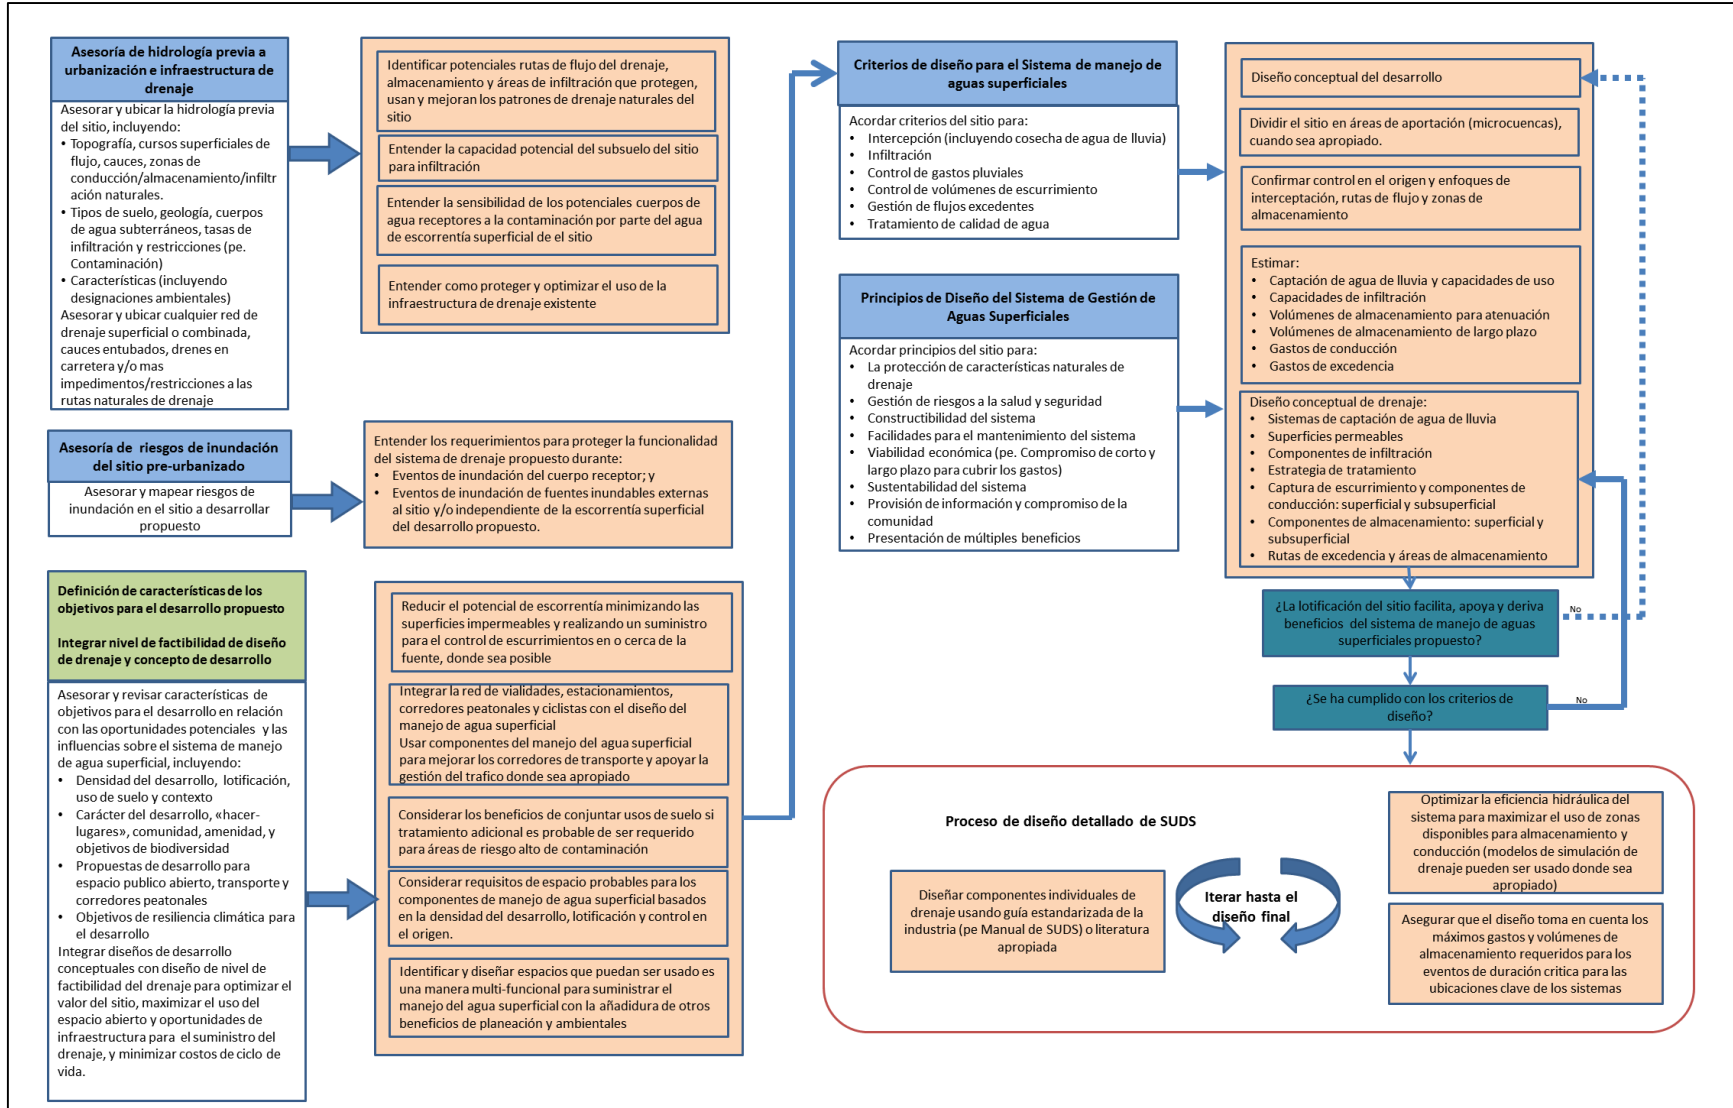 Asesoría de hidrología previa a
urbanización e infraestructura de
drenaje
Asesorar y ubicar la hidrología previa
del sitio, incluyendo:
• Topografía, cursos superficiales de
flujo, cauces, zonas de
conducción/almacenamiento/infiltr
ación naturales.
• Tipos de suelo, geología, cuerpos
de agua subterráneos, tasas de
infiltración y restricciones (pe.
Contaminación)
• Características (incluyendo
designaciones ambientales)
Asesorar y ubicar cualquier red de
drenaje superficial o combinada,
cauces entubados, drenes en
carretera y/o mas
impedimentos/restricciones a las
rutas naturales de drenaje
Identificar potenciales rutas de flujo del drenaje,
almacenamiento y áreas de infiltración que protegen,
usan y mejoran los patrones de drenaje naturales del
sitio
Entender la capacidad potencial del subsuelo del sitio
para infiltración
Entender la sensibilidad de los potenciales cuerpos de
agua receptores a la contaminación por parte del agua
de escorrentía superficial de el sitio
Entender como proteger y optimizar el uso de la
infraestructura de drenaje existente
Asesoría de riesgos de inundación
del sitio pre-urbanizado
Asesorar y mapear riesgos de
inundación en el sitio a desarrollar
propuesto
Entender los requerimientos para proteger la funcionalidad
del sistema de drenaje propuesto durante:
• Eventos de inundación del cuerpo receptor; y
• Eventos de inundación de fuentes inundables externas
al sitio y/o independiente de la escorrentía superficial
del desarrollo propuesto.
Definición de características de los
objetivos para el desarrollo propuesto
Integrar nivel de factibilidad de diseño
de drenaje y concepto de desarrollo
Asesorar y revisar características de
objetivos para el desarrollo en relación
con las oportunidades potenciales y las
influencias sobre el sistema de manejo
de agua superficial, incluyendo:
• Densidad del desarrollo, lotificación,
uso de suelo y contexto
• Carácter del desarrollo, «hacer-
lugares», comunidad, amenidad, y
objetivos de biodiversidad
• Propuestas de desarrollo para
espacio publico abierto, transporte y
corredores peatonales
• Objetivos de resiliencia climática para
el desarrollo
Integrar diseños de desarrollo
conceptuales con diseño de nivel de
factibilidad del drenaje para optimizar el
valor del sitio, maximizar el uso del
espacio abierto y oportunidades de
infraestructura para el suministro del
drenaje, y minimizar costos de ciclo de
vida.
Reducir el potencial de escorrentía minimizando las
superficies impermeables y realizando un suministro
para el control de escurrimientos en o cerca de la
fuente, donde sea posible
Integrar la red de vialidades, estacionamientos,
corredores peatonales y ciclistas con el diseño del
manejo de agua superficial
Usar componentes del manejo del agua superficial
para mejorar los corredores de transporte y apoyar la
gestión del trafico donde sea apropiado
Considerar los beneficios de conjuntar usos de suelo si
tratamiento adicional es probable de ser requerido
para áreas de riesgo alto de contaminación
Considerar requisitos de espacio probables para los
componentes de manejo de agua superficial basados
en la densidad del desarrollo, lotificación y control en
el origen.
Identificar y diseñar espacios que puedan ser usado es
una manera multi-funcional para suministrar el
manejo del agua superficial con la añadidura de otros
beneficios de planeación y ambientales
Criterios de diseño para el Sistema de manejo de
aguas superficiales
Acordar criterios del sitio para:
• Intercepción (incluyendo cosecha de agua de lluvia)
• Infiltración
• Control de gastos pluviales
• Control de volúmenes de escurrimiento
• Gestión de flujos excedentes
• Tratamiento de calidad de agua
Principios de Diseño del Sistema de Gestión de
Aguas Superficiales
Acordar principios del sitio para:
• La protección de características naturales de
drenaje
• Gestión de riesgos a la salud y seguridad
• Constructibilidad del sistema
• Facilidades para el mantenimiento del sistema
• Viabilidad económica (pe. Compromiso de corto y
largo plazo para cubrir los gastos)
• Sustentabilidad del sistema
• Provisión de información y compromiso de la
comunidad
• Presentación de múltiples beneficios
Diseño conceptual del desarrollo
Dividir el sitio en áreas de aportación (microcuencas),
cuando sea apropiado.
Confirmar control en el origen y enfoques de
interceptación, rutas de flujo y zonas de
almacenamiento
Estimar:
• Captación de agua de lluvia y capacidades de uso
• Capacidades de infiltración
• Volúmenes de almacenamiento para atenuación
• Volúmenes de almacenamiento de largo plazo
• Gastos de conducción
• Gastos de excedencia
Diseño conceptual de drenaje:
• Sistemas de captación de agua de lluvia
• Superficies permeables
• Componentes de infiltración
• Estrategia de tratamiento
• Captura de escurrimiento y componentes de
conducción: superficial y subsuperficial
• Componentes de almacenamiento: superficial y
subsuperficial
• Rutas de excedencia y áreas de almacenamiento
¿La lotificación del sitio facilita, apoya y deriva
beneficios del sistema de manejo de aguas
superficiales propuesto?
No
¿Se ha cumplido con los criterios de
diseño?
No
Proceso de diseño detallado de SUDS
Diseñar componentes individuales de
drenaje usando guía estandarizada de la
industria (pe Manual de SUDS) o literatura
apropiada
Iterar hasta el
diseño final
Optimizar la eficiencia hidráulica del
sistema para maximizar el uso de zonas
disponibles para almacenamiento y
conducción (modelos de simulación de
drenaje pueden ser usado donde sea
apropiado)
Asegurar que el diseño toma en cuenta los
máximos gastos y volúmenes de
almacenamiento requeridos para los
eventos de duración critica para las
ubicaciones clave de los sistemas